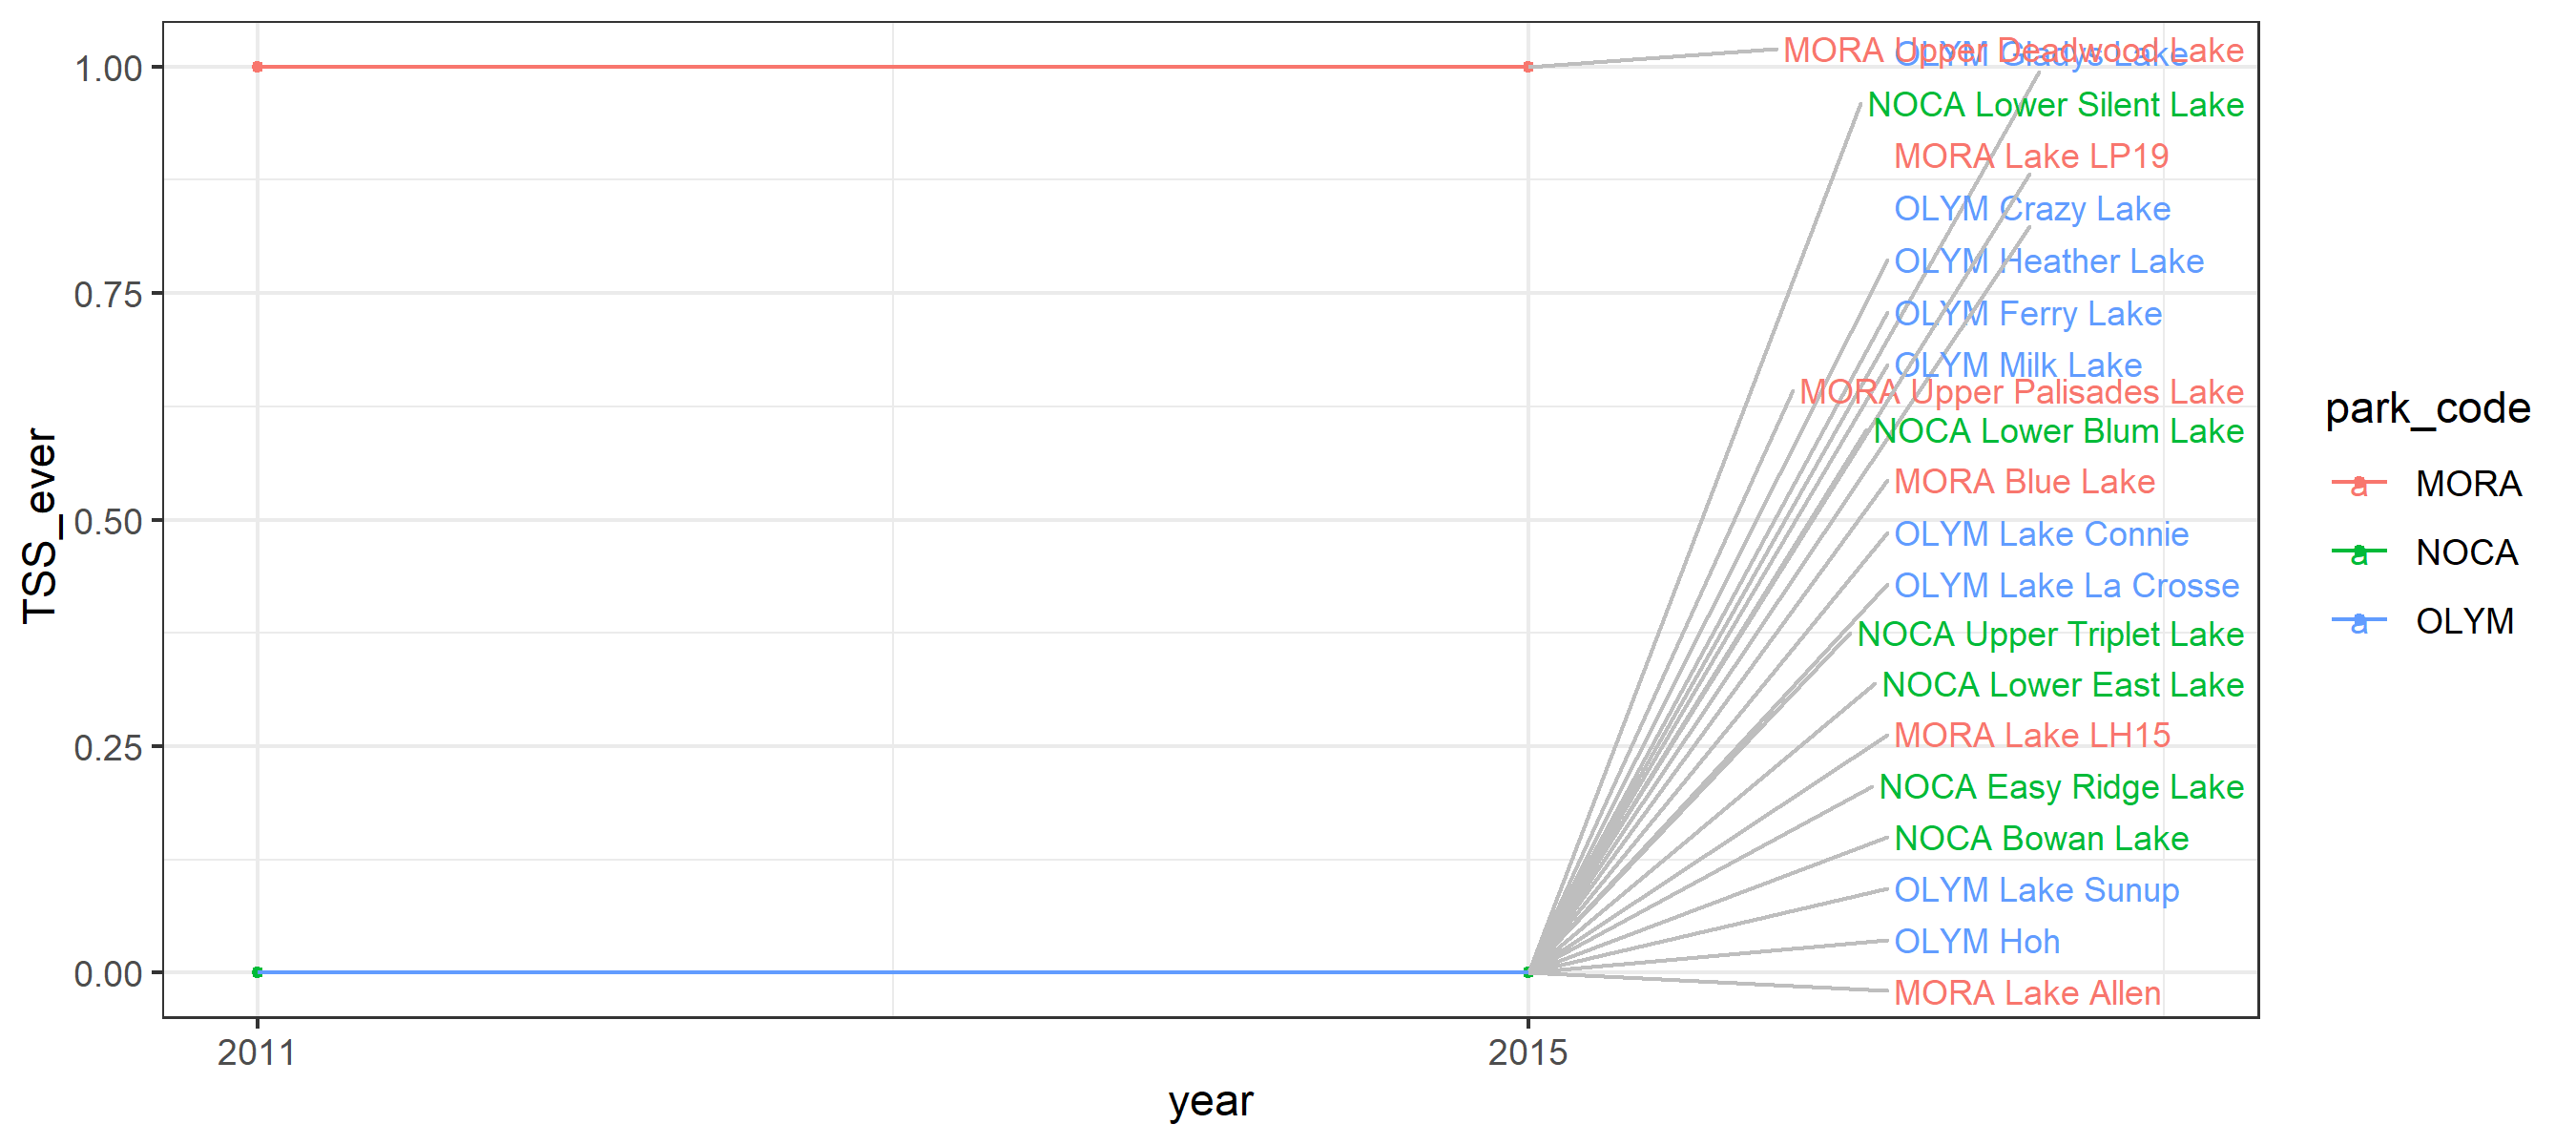 TSS_ever
1.00
0.75
0.50
0.25
0.00
2011
2015
year
MORA Upper Deadwood Lake
OLYM Gladys Lake
NOCA Lower Silent Lake
MORA Lake LP19
OLYM Crazy Lake
OLYM Heather Lake
OLYM Ferry Lake
OLYM Milk Lake
MORA Upper Palisades Lake
NOCA Lower Blum Lake
MORA Blue Lake
OLYM Lake Connie
OLYM Lake La Crosse
NOCA Upper Triplet Lake
NOCA Lower East Lake
MORA Lake LH15
NOCA Easy Ridge Lake
NOCA Bowan Lake
OLYM Lake Sunup
OLYM Hoh
MORA Lake Allen
park_code
a MORA
a NOCA
a OLYM